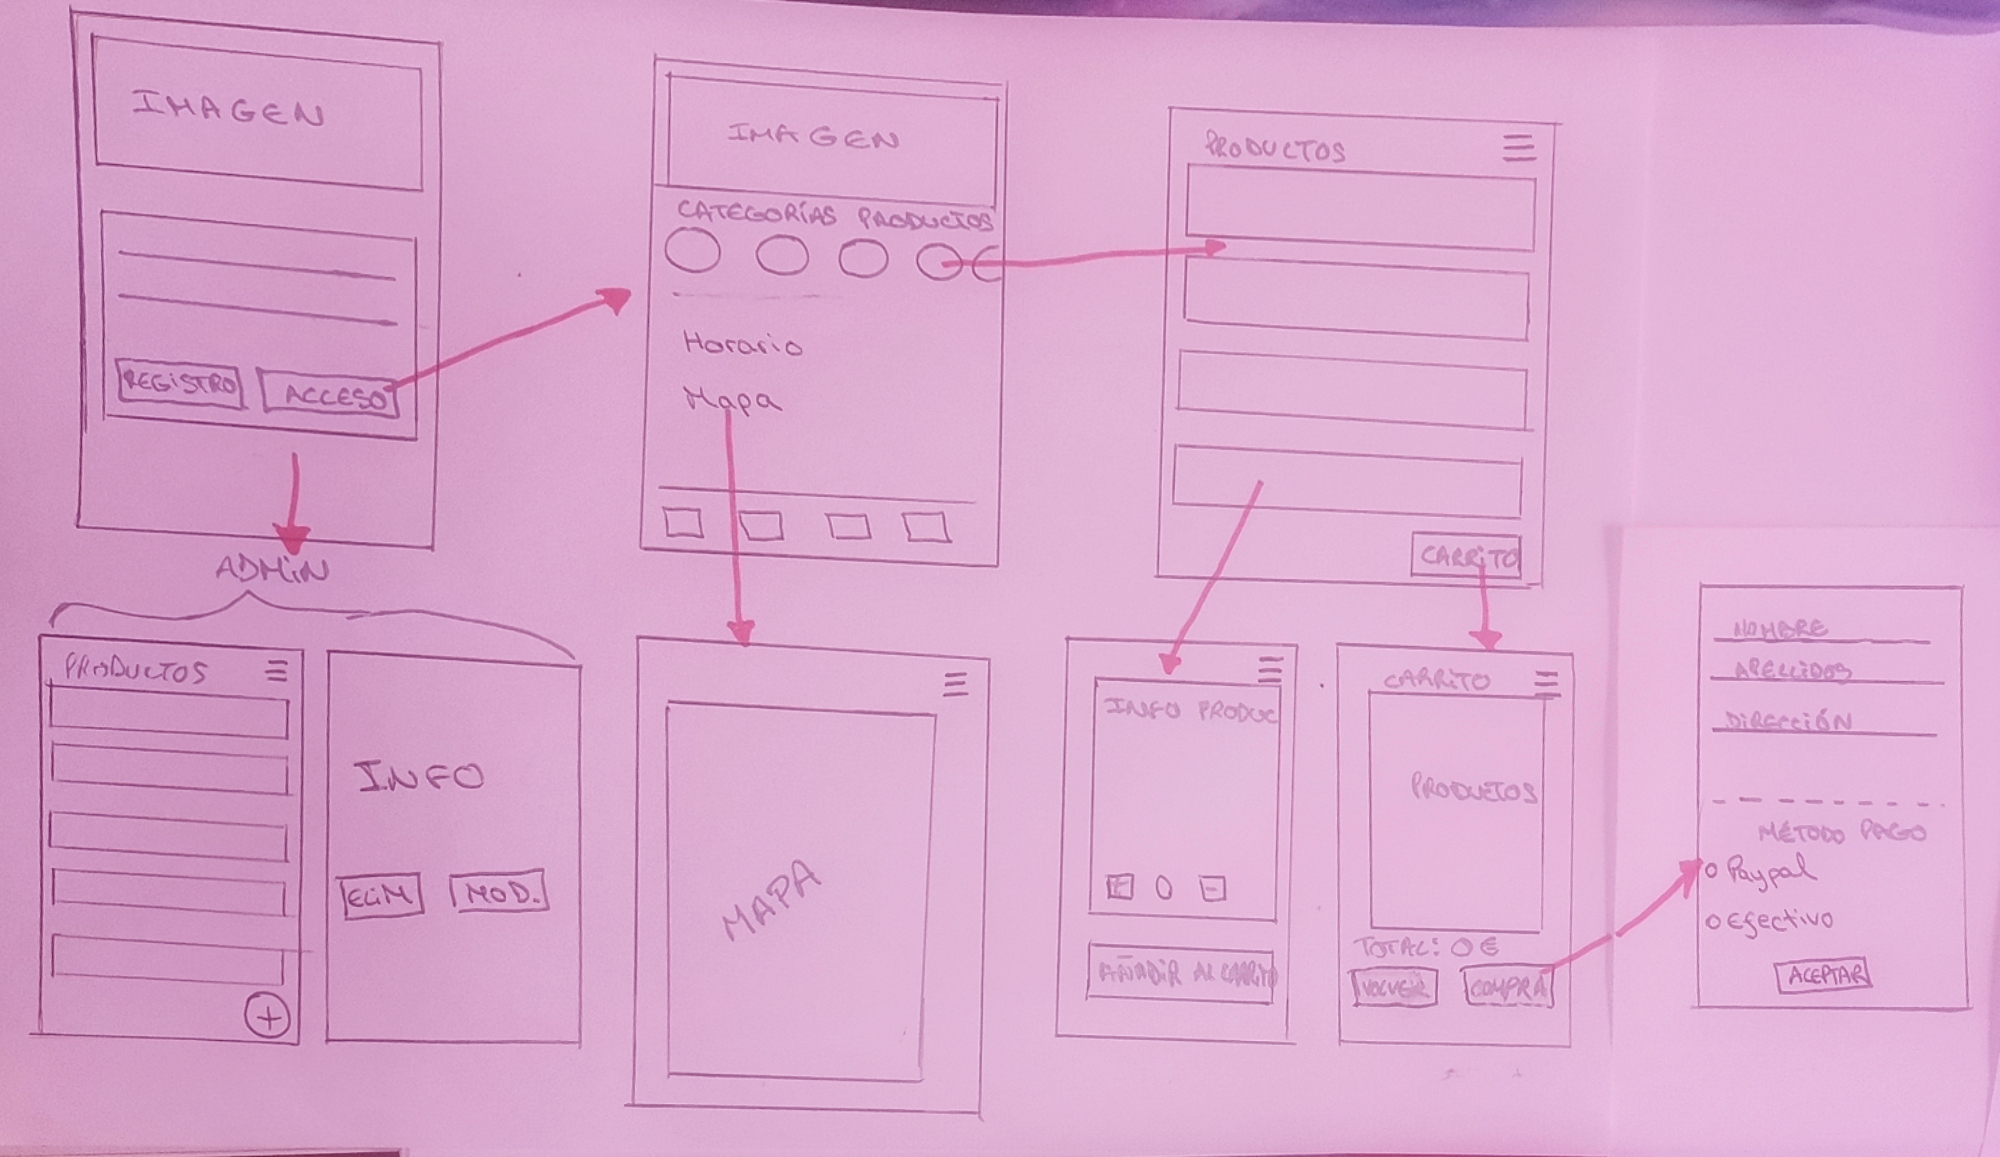 IMAGEN
REGISTRO ACCESO
ADMIN
IMAGEN
CATEGORÍAS PRODUCTOS
Horario
Mapa
PRODUCTOS
CARRITO
PRODUCTOS
+
INFO
ELIM MOD.
MAPA
INFO PRODUC
+ 0 -
AÑADIR AL CARRITO
CARRITO
PRODUCTOS
TOTAL: 0 €
VOLVER COMPRA
NOMBRE
APELLIDOS
DIRECCIÓN
MÉTODO PAGO
Paypal
Efectivo
ACEPTAR